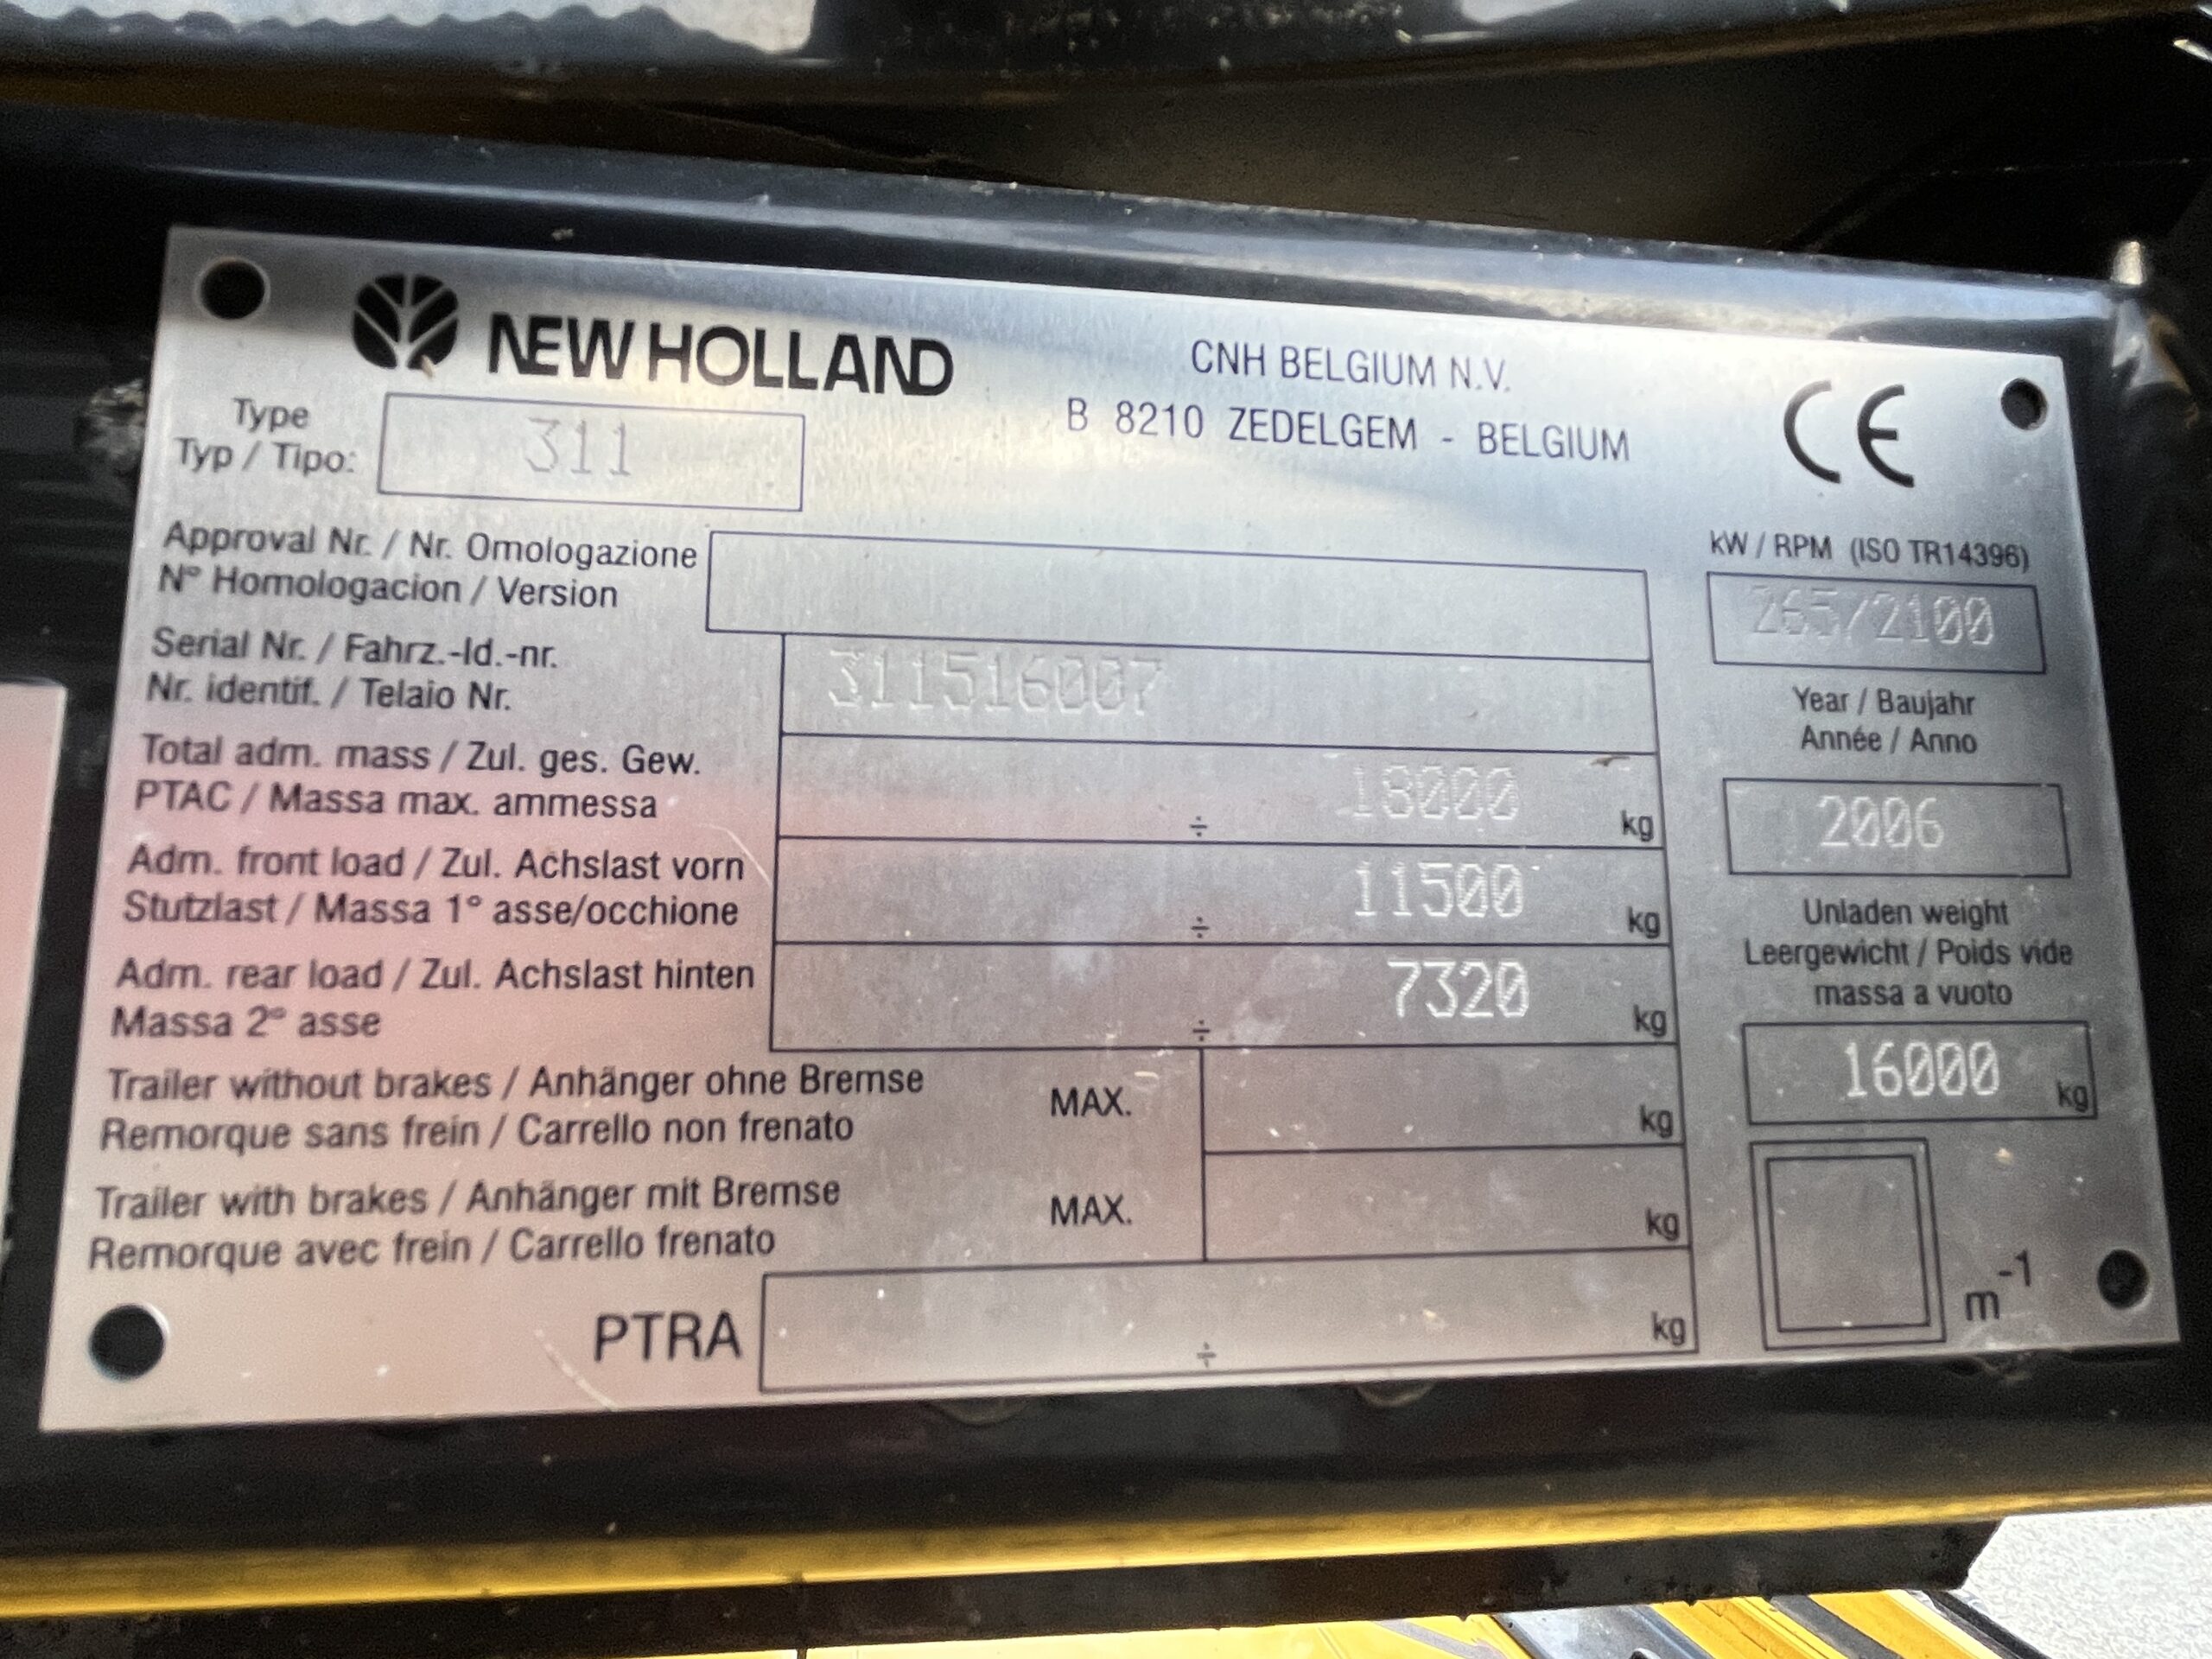 NEW HOLLAND
CNH BELGIUM N.V.
B 8210 ZEDELGEM - BELGIUM
CE
Type
Typ / Tipo:
311
Approval Nr. / Nr. Omologazione
N° Homologacion / Version
kW / RPM (ISO TR14396)
265/2100
Serial Nr. / Fahrz.-Id.-nr.
Nr. identif. / Telaio Nr.
311516007
Year / Baujahr
Année / Anno
2006
Total adm. mass / Zul. ges. Gew.
PTAC / Massa max. ammessa
÷ 18000 kg
Adm. front load / Zul. Achslast vorn
Stutzlast / Massa 1° asse/occhione
÷ 11500 kg
Unladen weight
Leergewicht / Poids vide
massa a vuoto
16000 kg
Adm. rear load / Zul. Achslast hinten
Massa 2° asse
÷ 7320 kg
Trailer without brakes / Anhänger ohne Bremse
Remorque sans frein / Carrello non frenato
MAX. kg
Trailer with brakes / Anhänger mit Bremse
Remorque avec frein / Carrello frenato
MAX. kg
PTRA ÷ kg
m-1